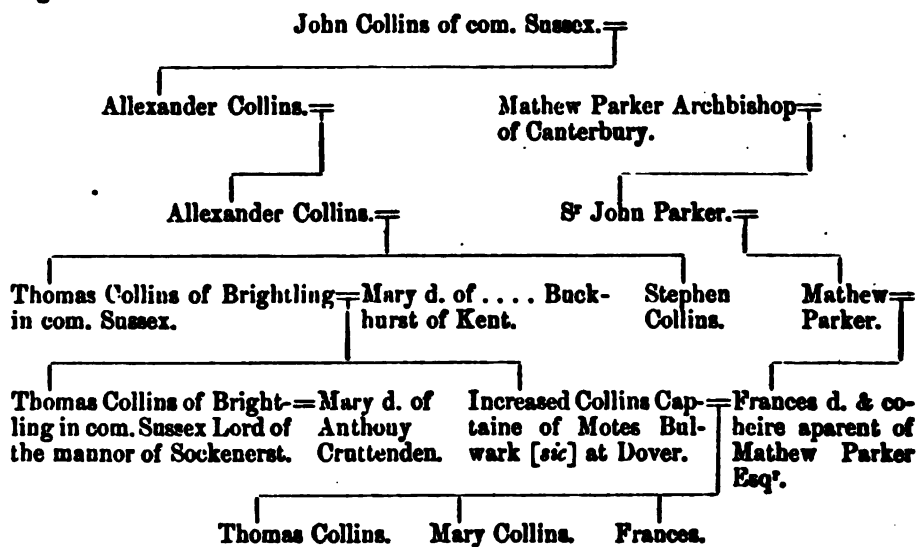 John Collins of com. Sussex.=
Allexander Collins.=
Mathew Parker Archbishop=
of Canterbury.
Allexander Collins.=
Sr John Parker.=
Thomas Collins of Brightling=Mary d. of .... Buck-
in com. Sussex.
hurst of Kent.
Stephen
Collins.
Mathew=
Parker.
Thomas Collins of Bright-=Mary d. of
ling in com. Sussex Lord of
the mannor of Sockenerst.
Anthony
Cruttenden.
Increased Collins Cap-=Frances d. & co-
taine of Motes Bul-
wark [sic] at Dover.
heire aparent of
Mathew Parker
Esqr.
Thomas Collins.
Mary Collins.
Frances.